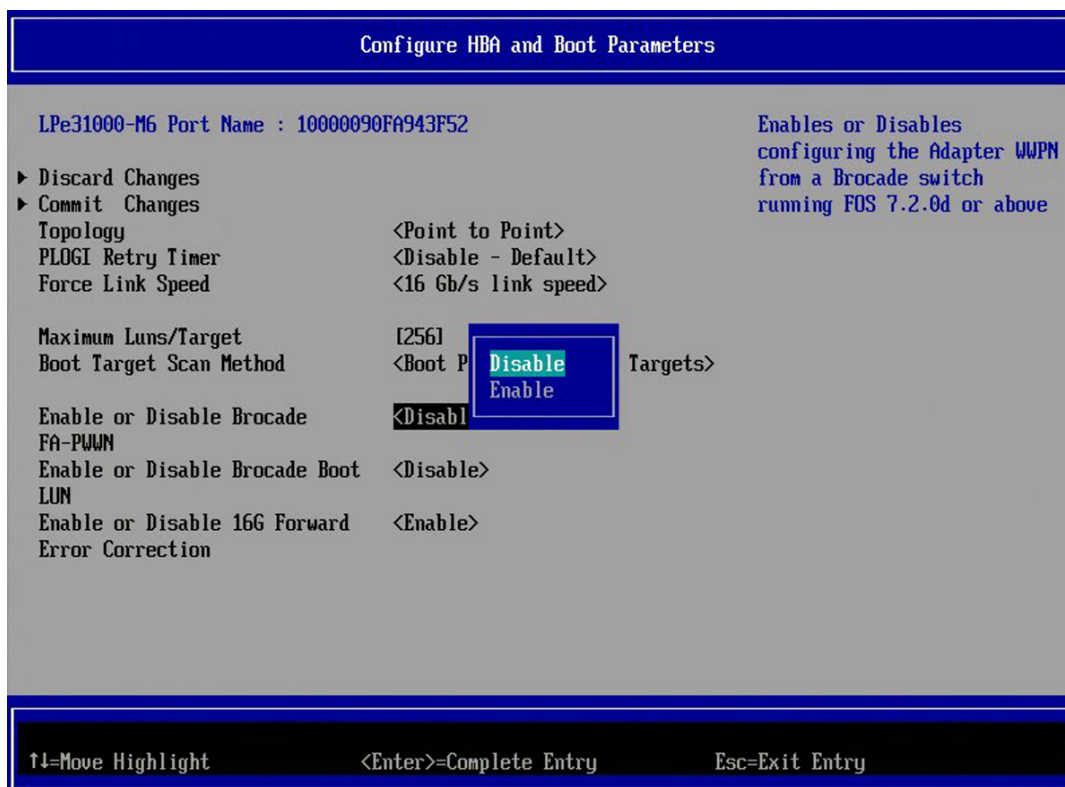 Configure HBA and Boot Parameters
LPe31000-M6 Port Name : 10000090FA943F52
Enables or Disables
configuring the Adapter WWPN
from a Brocade switch
running FOS 7.2.0d or above
Discard Changes
Commit Changes
Topology <Point to Point>
PLOGI Retry Timer <Disable - Default>
Force Link Speed <16 Gb/s link speed>
Maximum Luns/Target [256]
Boot Target Scan Method <Boot P Targets>
Disable
Enable
Enable or Disable Brocade <Disabl
FA-PWWN
Enable or Disable Brocade Boot <Disable>
LUN
Enable or Disable 16G Forward <Enable>
Error Correction
↑↓=Move Highlight <Enter>=Complete Entry Esc=Exit Entry